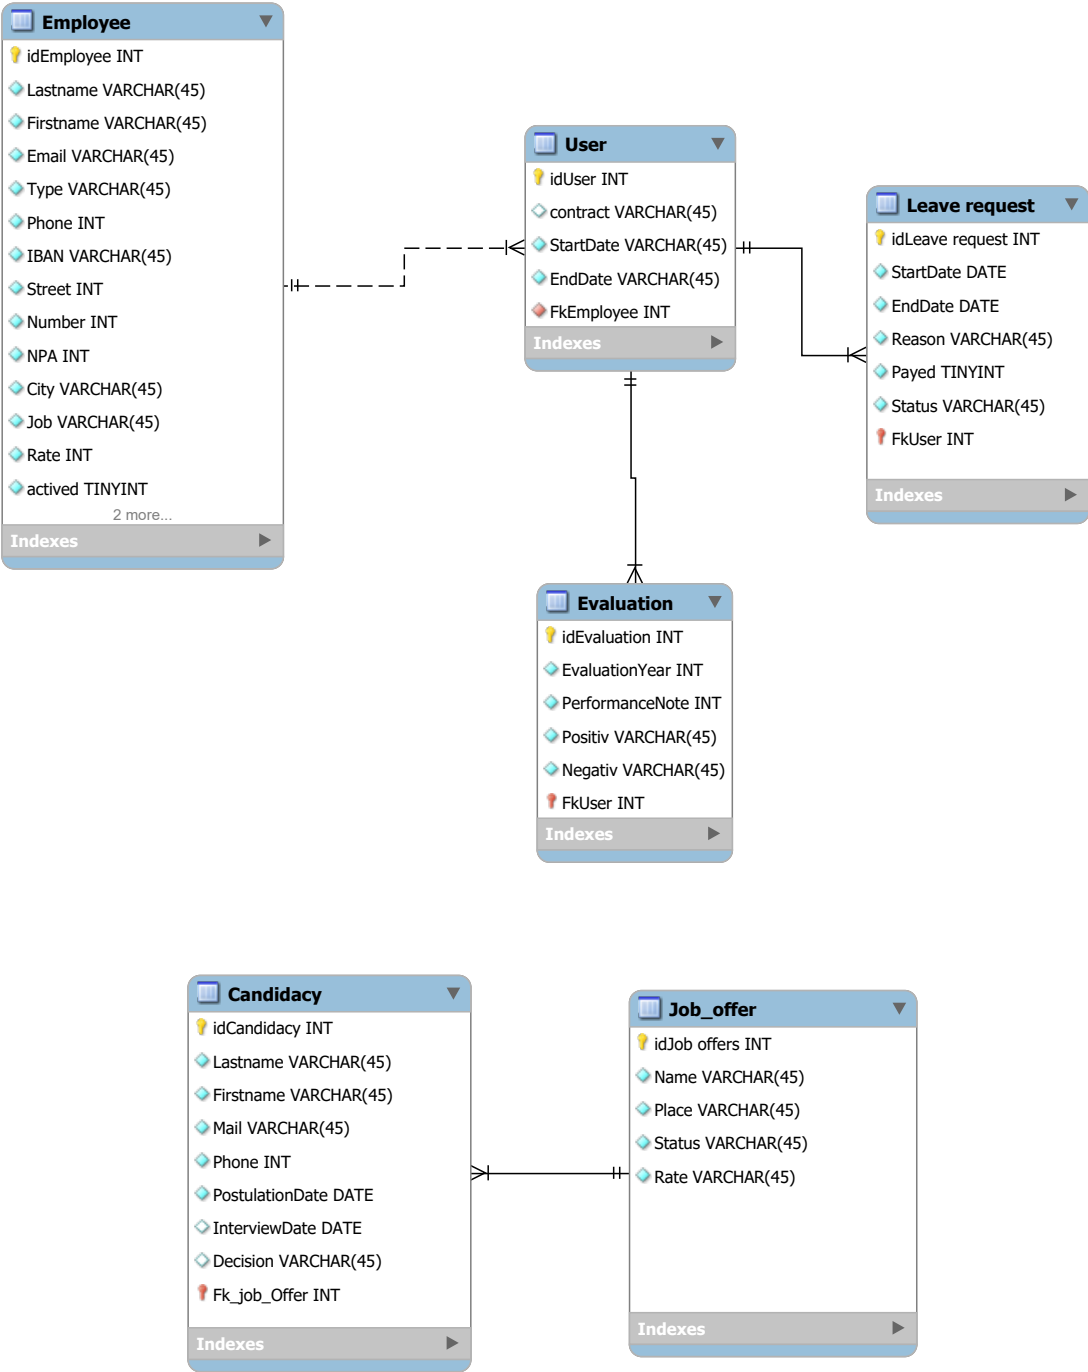 Employee
idEmployee INT
Lastname VARCHAR(45)
Firstname VARCHAR(45)
Email VARCHAR(45)
Type VARCHAR(45)
Phone INT
IBAN VARCHAR(45)
Street INT
Number INT
NPA INT
City VARCHAR(45)
Job VARCHAR(45)
Rate INT
actived TINYINT
2 more...
Indexes
User
idUser INT
contract VARCHAR(45)
StartDate VARCHAR(45)
EndDate VARCHAR(45)
FkEmployee INT
Indexes
Leave request
idLeave request INT
StartDate DATE
EndDate DATE
Reason VARCHAR(45)
Payed TINYINT
Status VARCHAR(45)
FkUser INT
Indexes
Evaluation
idEvaluation INT
EvaluationYear INT
PerformanceNote INT
Positiv VARCHAR(45)
Negativ VARCHAR(45)
FkUser INT
Indexes
Candidacy
idCandidacy INT
Lastname VARCHAR(45)
Firstname VARCHAR(45)
Mail VARCHAR(45)
Phone INT
PostulationDate DATE
InterviewDate DATE
Decision VARCHAR(45)
Fk_job_Offer INT
Indexes
Job_offer
idJob offers INT
Name VARCHAR(45)
Place VARCHAR(45)
Status VARCHAR(45)
Rate VARCHAR(45)
Indexes